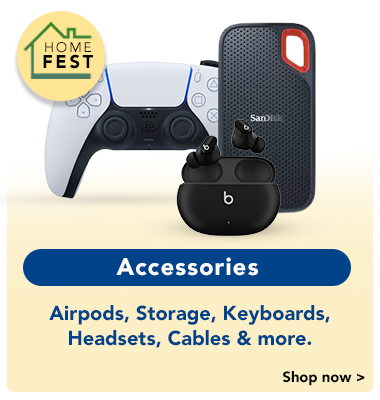 HOME
FEST
SanDisk
b
b
Accessories
Airpods, Storage, Keyboards,
Headsets, Cables & more.
Shop now >